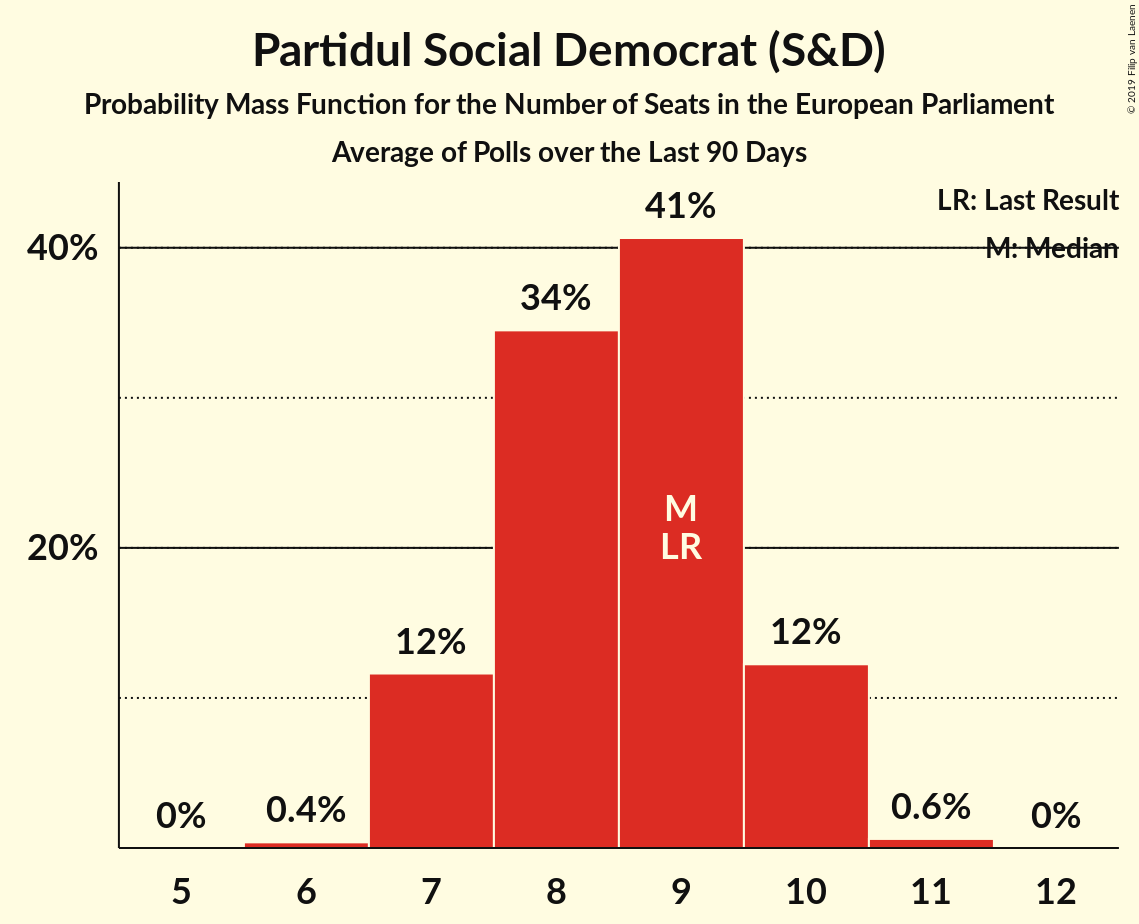 Partidul Social Democrat (S&D)
Probability Mass Function for the Number of Seats in the European Parliament
Average of Polls over the Last 90 Days
© 2019 Filip van Laenen
LR: Last Result
M: Median
40%
20%
0%
0.4%
12%
34%
41%
M
LR
12%
0.6%
0%
5 6 7 8 9 10 11 12